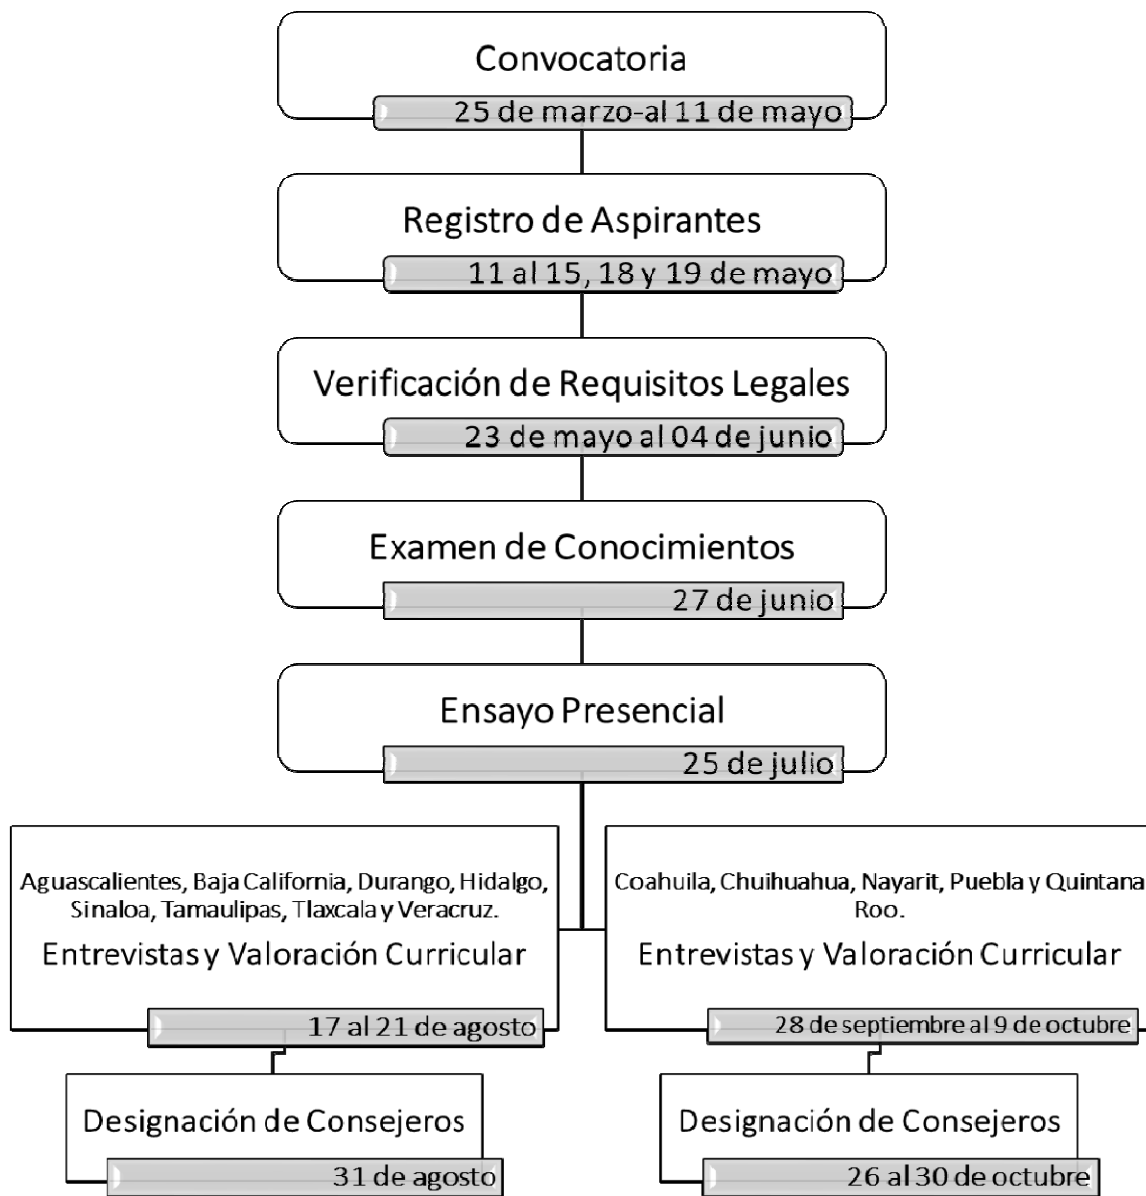 Convocatoria
25 de marzo-al 11 de mayo
Registro de Aspirantes
11 al 15, 18 y 19 de mayo
Verificación de Requisitos Legales
23 de mayo al 04 de junio
Examen de Conocimientos
27 de junio
Ensayo Presencial
25 de julio
Aguascalientes, Baja California, Durango, Hidalgo,
Sinaloa, Tamaulipas, Tlaxcala y Veracruz.
Entrevistas y Valoración Curricular
17 al 21 de agosto
Designación de Consejeros
31 de agosto
Coahuila, Chuihuahua, Nayarit, Puebla y Quintana
Roo.
Entrevistas y Valoración Curricular
28 de septiembre al 9 de octubre
Designación de Consejeros
26 al 30 de octubre